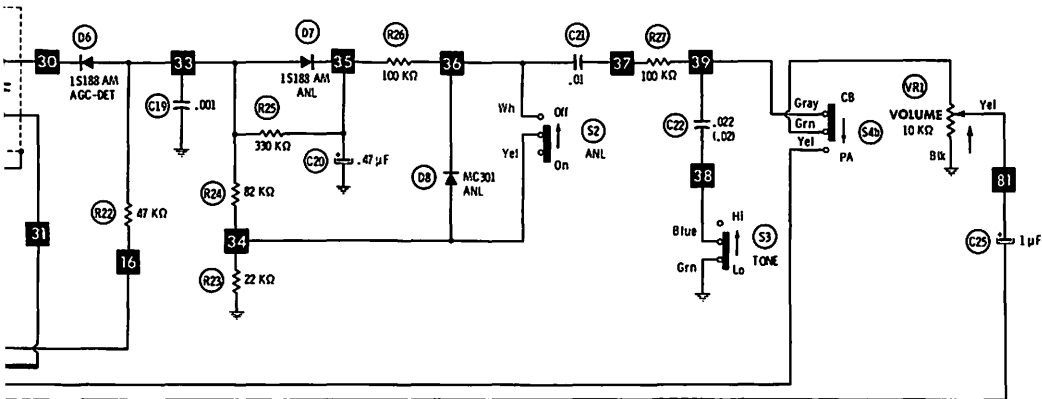 D6
30
1S188 AM
AGC-DET
33
C19
.001
D7
1S188 AM
ANL
35
R25
330 KΩ
C20
+
.47 µF
R26
100 KΩ
36
C21
.01
37
R27
100 KΩ
39
R24
82 KΩ
34
R23
22 KΩ
R22
47 KΩ
16
31
D8
MC301
ANL
Wh
Off
Yel
On
S2
ANL
C22
.022
(.02)
38
Blue
Grn
Hi
Lo
S3
TONE
Gray
Grn
Yel
CB
PA
S4b
VR1
VOLUME
10 KΩ
Yel
Blk
81
C25
+
1 µF